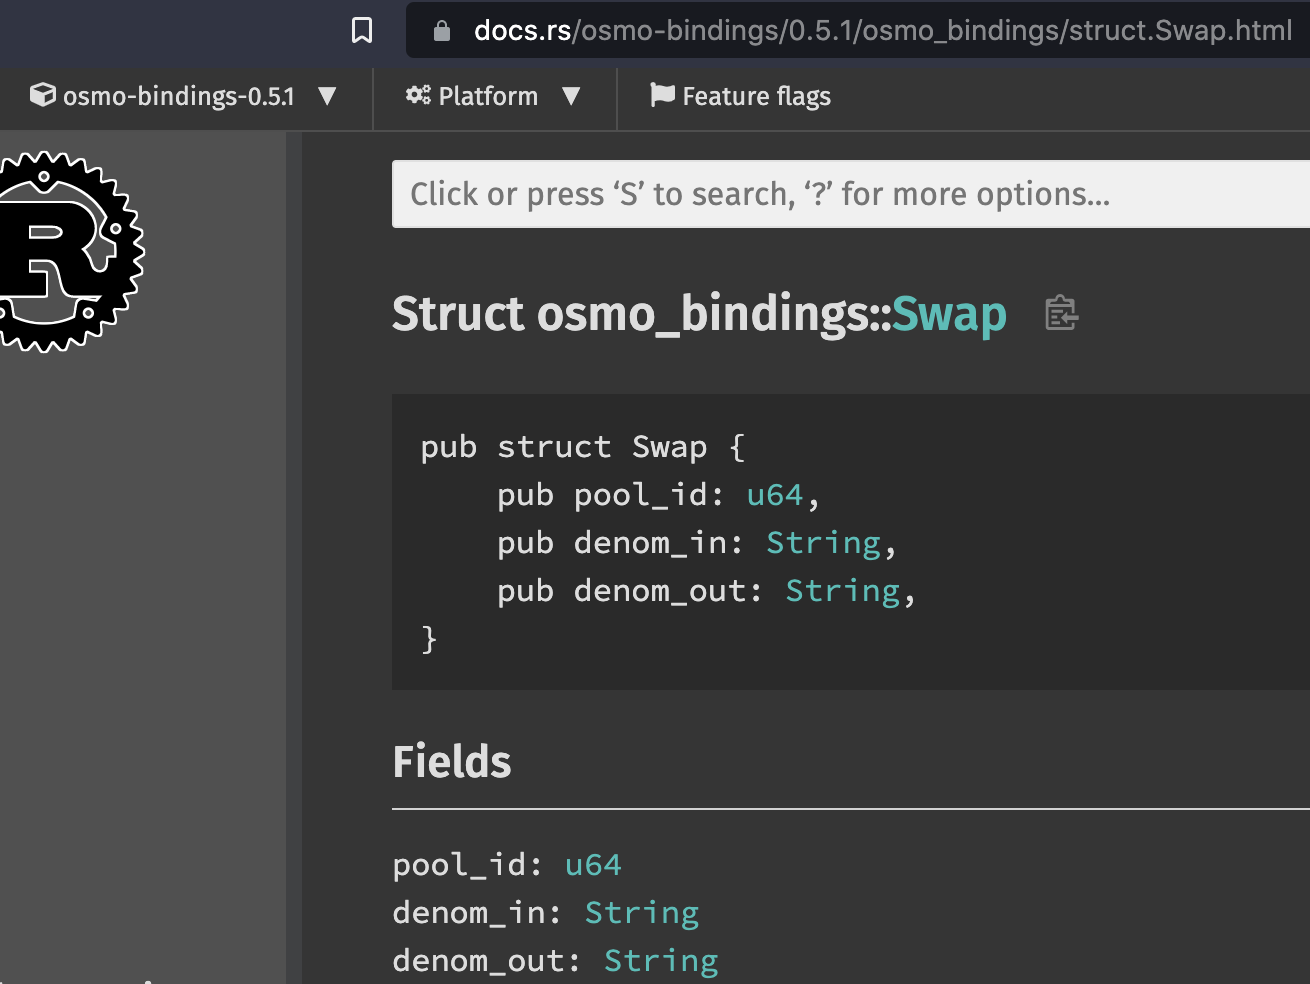 docs.rs/osmo-bindings/0.5.1/osmo_bindings/struct.Swap.html
osmo-bindings-0.5.1 ▼ Platform ▼ Feature flags
R
Click or press ‘S’ to search, ‘?’ for more options...
Struct osmo_bindings::Swap
pub struct Swap {
    pub pool_id: u64,
    pub denom_in: String,
    pub denom_out: String,
}
Fields
pool_id: u64
denom_in: String
denom_out: String